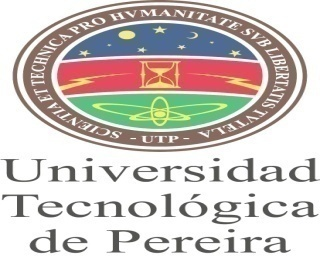 SCIENTIA ET TECHNICA PRO HVMANITATE SVB LIBERTATIS TVTELA
- UTP -
Universidad
Tecnológica
de Pereira